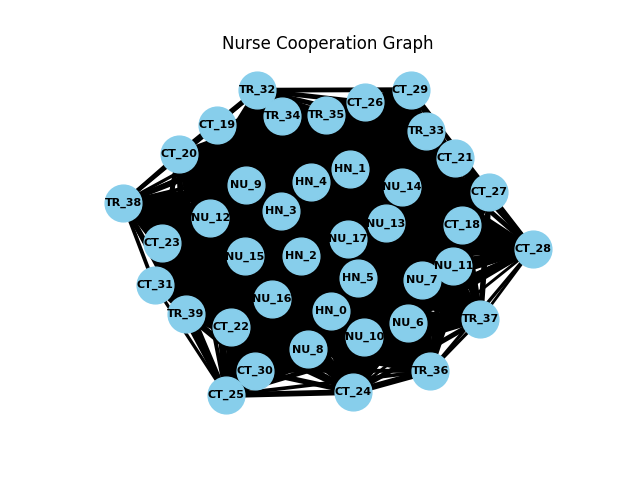 Nurse Cooperation Graph
TR_32
CT_29
CT_26
TR_34
TR_35
CT_19
TR_33
CT_20
CT_21
HN_1
HN_4
NU_9
NU_14
CT_27
TR_38
HN_3
NU_12
NU_13
CT_18
NU_17
CT_23
CT_28
NU_15
HN_2
NU_11
HN_5
NU_7
CT_31
NU_16
HN_0
TR_39
TR_37
NU_6
CT_22
NU_10
NU_8
CT_30
TR_36
CT_24
CT_25